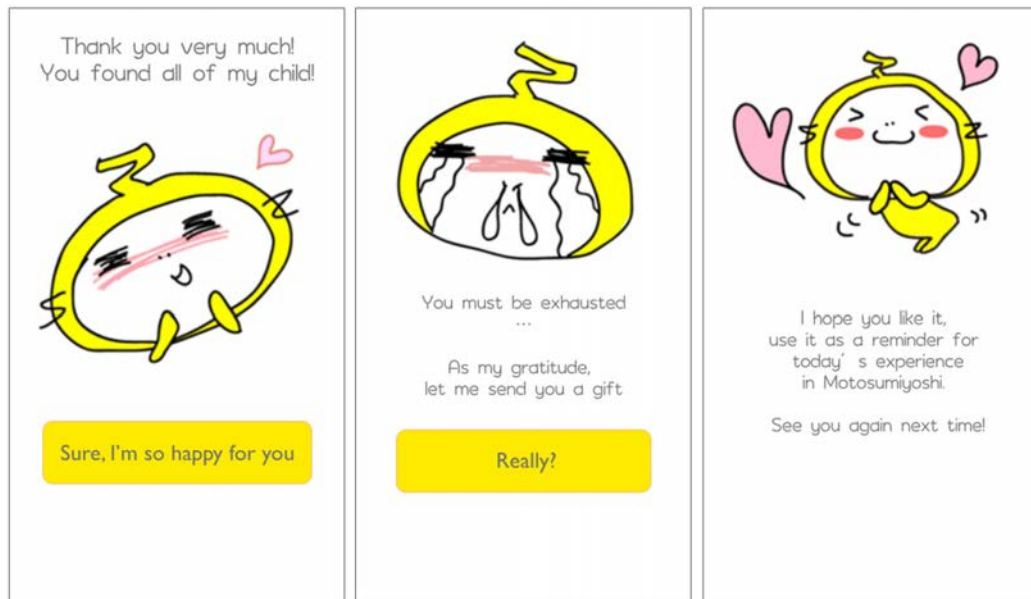 Thank you very much!
You found all of my child!
Sure, I'm so happy for you
You must be exhausted
...
As my gratitude,
let me send you a gift
Really?
I hope you like it,
use it as a reminder for
today’s experience
in Motosumiyoshi.
See you again next time!